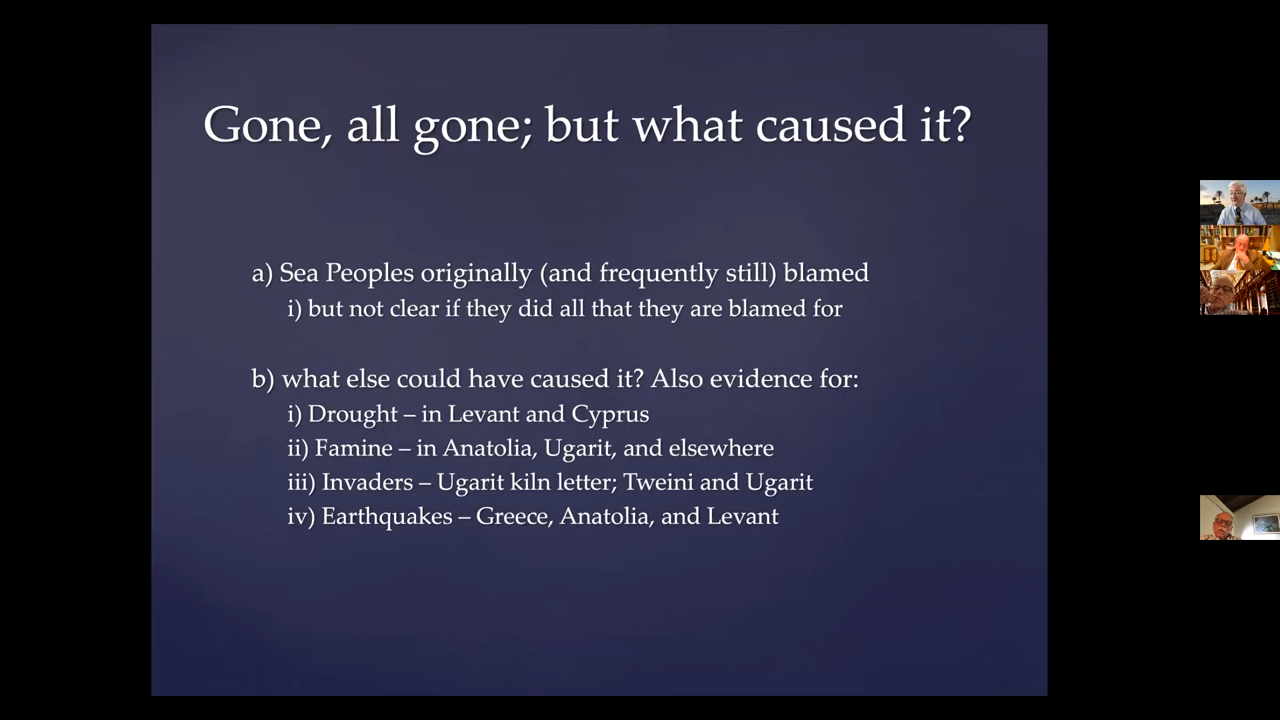 Gone, all gone; but what caused it?
a) Sea Peoples originally (and frequently still) blamed
i) but not clear if they did all that they are blamed for
b) what else could have caused it? Also evidence for:
i) Drought – in Levant and Cyprus
ii) Famine – in Anatolia, Ugarit, and elsewhere
iii) Invaders – Ugarit kiln letter; Tweini and Ugarit
iv) Earthquakes – Greece, Anatolia, and Levant